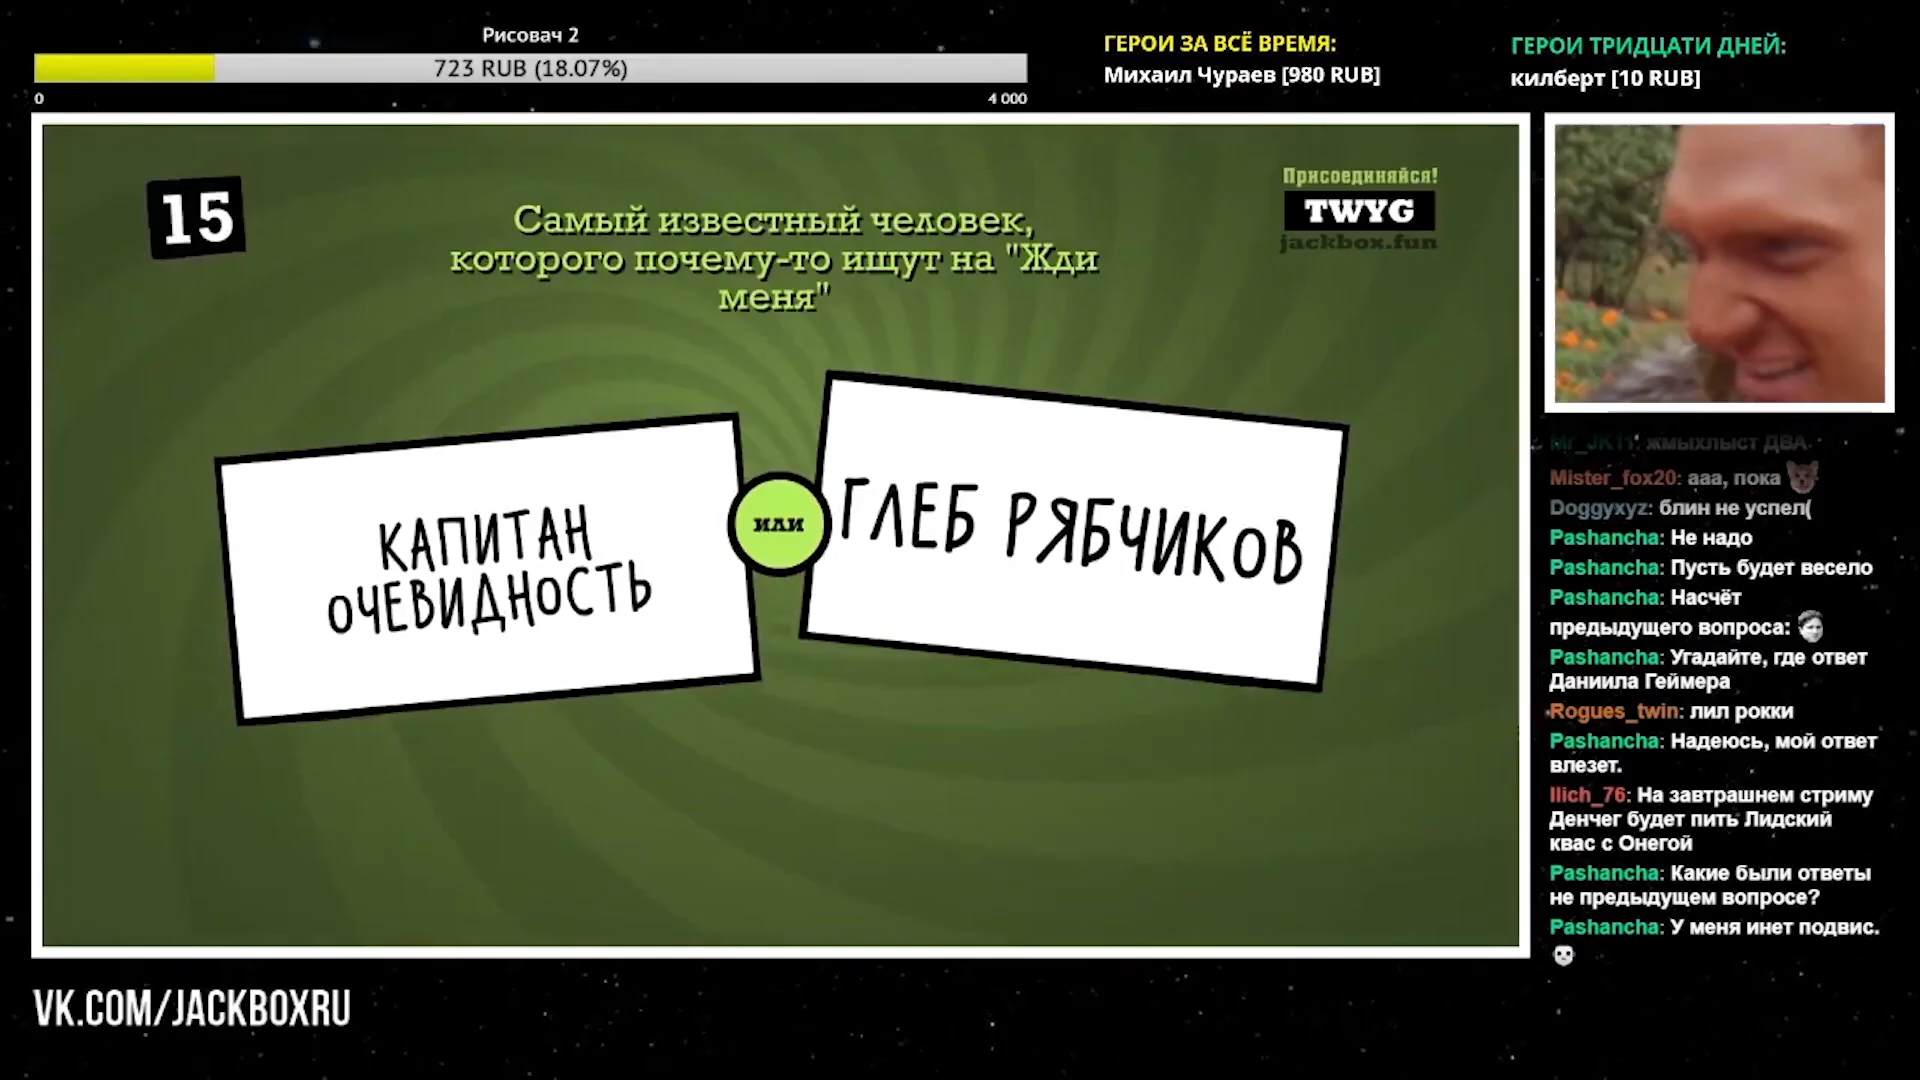 Рисовач 2
723 RUB (18.07%)
0
4 000
ГЕРОИ ЗА ВСЁ ВРЕМЯ:
Михаил Чураев [980 RUB]
ГЕРОИ ТРИДЦАТИ ДНЕЙ:
килберт [10 RUB]
15
Самый известный человек,
которого почему-то ищут на "Жди
меня"
Присоединяйся!
TWYG
jackbox.fun
КАПИТАН
ОЧЕВИДНОСТЬ
или
ГЛЕБ РЯБЧИКОВ
Mr_JK11: жмыхлыст ДВА
Mister_fox20: ааа, пока
Doggyxyz: блин не успел(
Pashancha: Не надо
Pashancha: Пусть будет весело
Pashancha: Насчёт
предыдущего вопроса:
Pashancha: Угадайте, где ответ
Даниила Геймера
Rogues_twin: лил рокки
Pashancha: Надеюсь, мой ответ
влезет.
Ilich_76: На завтрашнем стриму
Денчег будет пить Лидский
квас с Онегой
Pashancha: Какие были ответы
не предыдущем вопросе?
Pashancha: У меня инет подвис.
VK.COM/JACKBOXRU